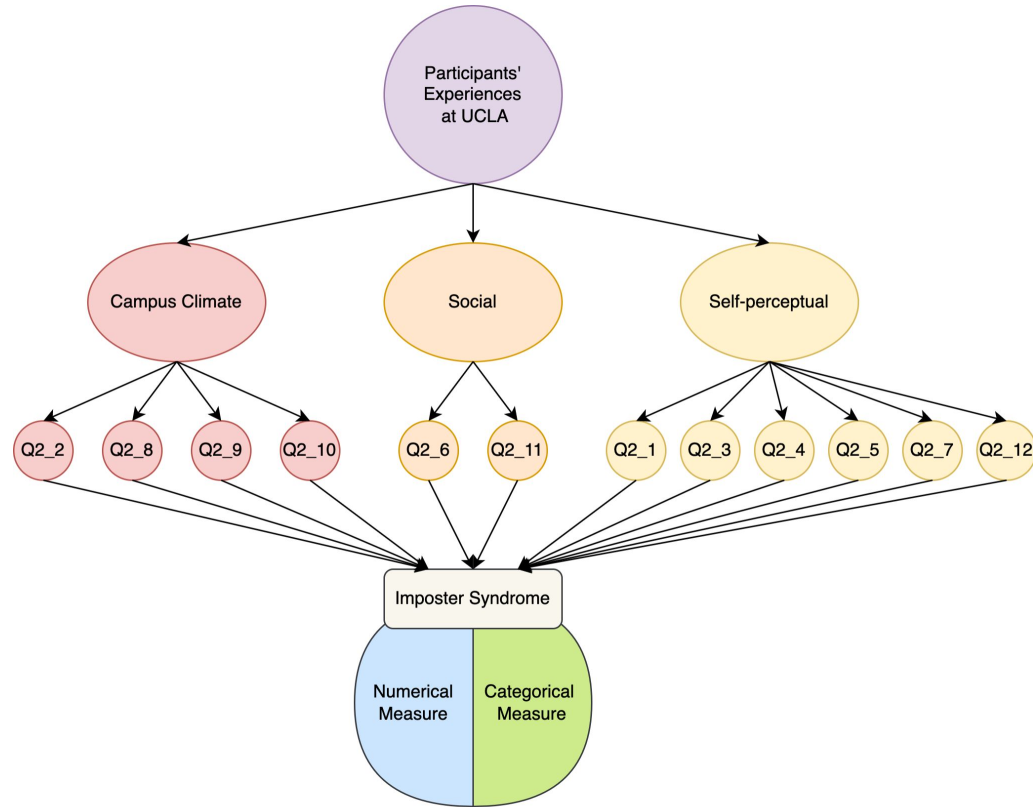 Participants'
Experiences
at UCLA
Campus Climate
Social
Self-perceptual
Q2_2
Q2_8
Q2_9
Q2_10
Q2_6
Q2_11
Q2_1
Q2_3
Q2_4
Q2_5
Q2_7
Q2_12
Imposter Syndrome
Numerical
Measure
Categorical
Measure